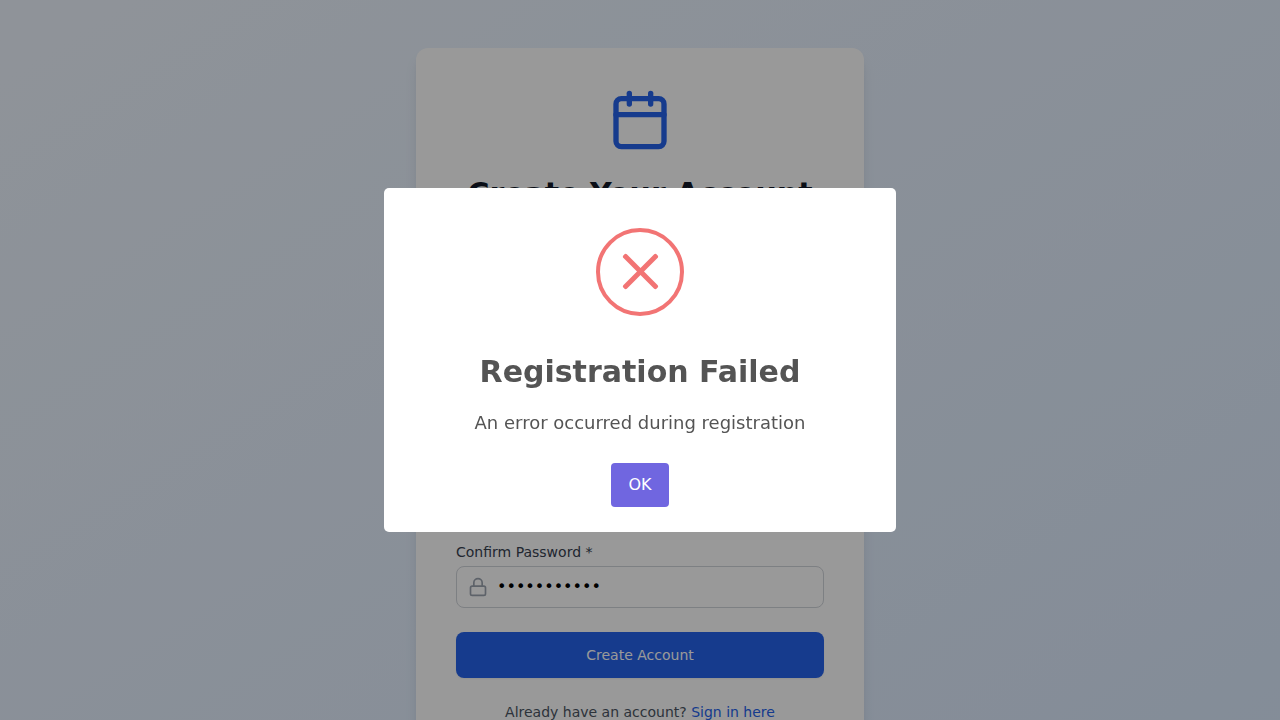 Create Your Account
Registration Failed
An error occurred during registration
OK
Confirm Password *
•••••••••••
Create Account
Already have an account? Sign in here